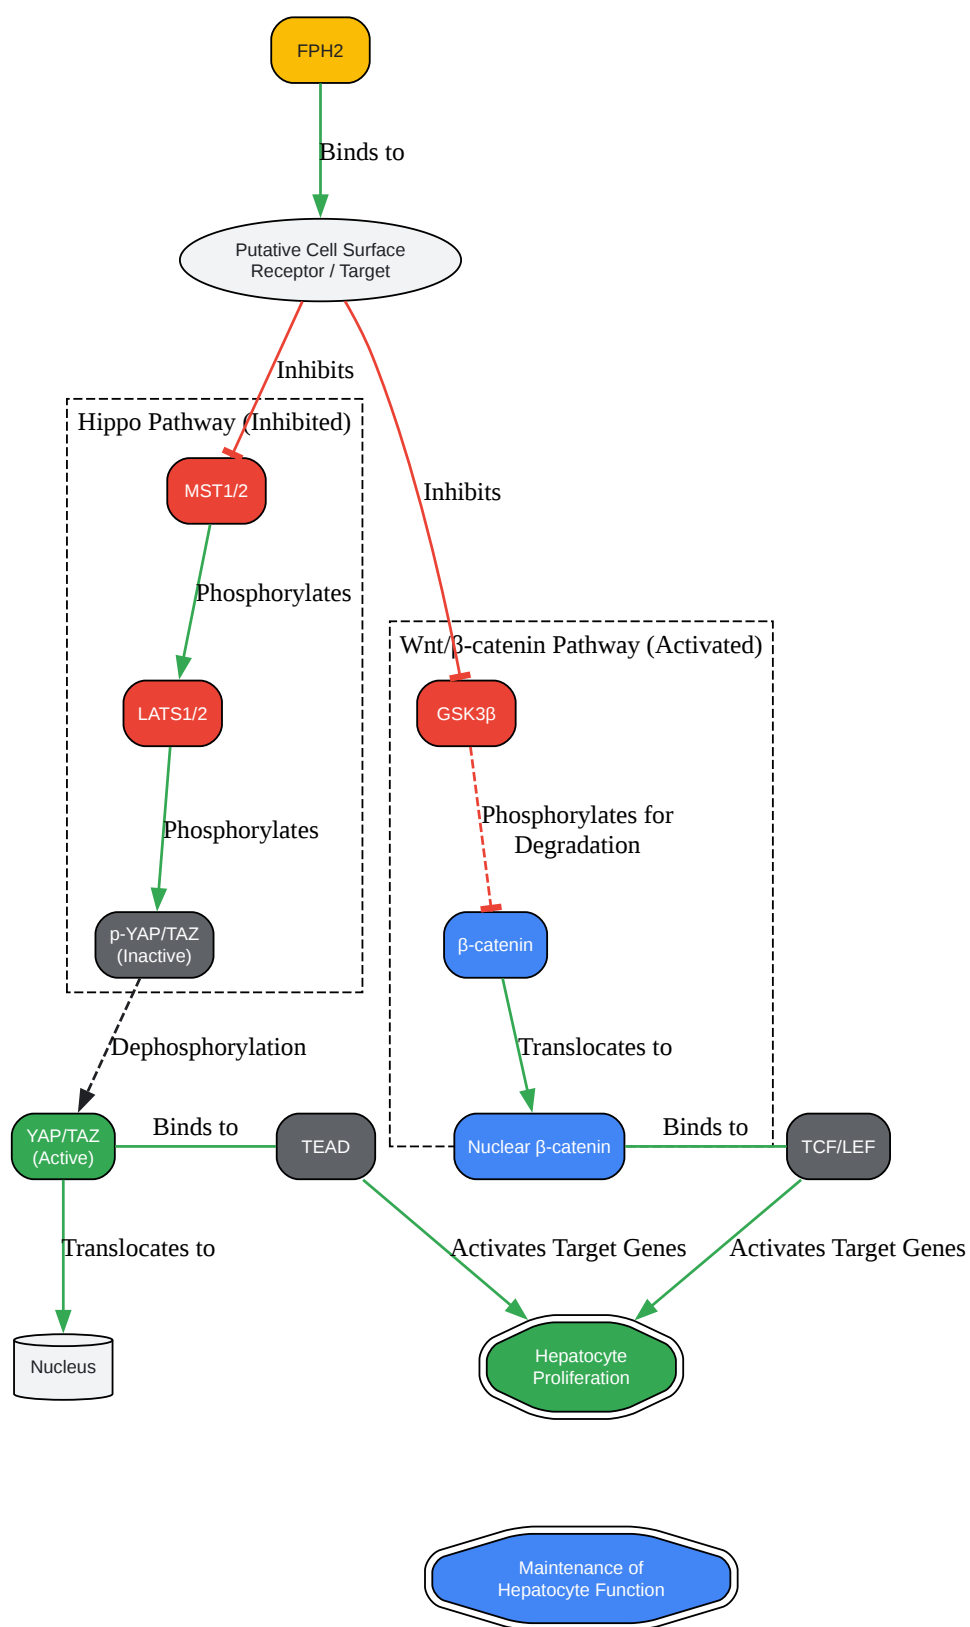 FPH2
Binds to
Putative Cell Surface
Receptor / Target
Inhibits
Hippo Pathway (Inhibited)
MST1/2
Inhibits
Phosphorylates
Wnt/β-catenin Pathway (Activated)
LATS1/2
GSK3β
Phosphorylates for
Degradation
Phosphorylates
p-YAP/TAZ
(Inactive)
β-catenin
Dephosphorylation
Translocates to
YAP/TAZ
(Active)
Binds to
TEAD
Nuclear β-catenin
Binds to
TCF/LEF
Translocates to
Activates Target Genes
Activates Target Genes
Nucleus
Hepatocyte
Proliferation
Maintenance of
Hepatocyte Function